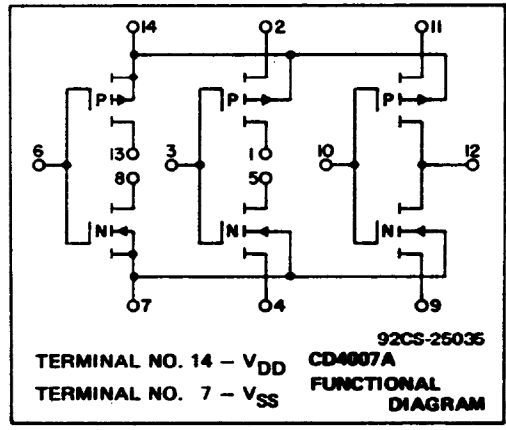 14 2 11
P P P
6 13 3 1 10 12
8 5
N N N
7 4 9
92CS-25035
TERMINAL NO. 14 – VDD CD4007A
TERMINAL NO. 7 – VSS FUNCTIONAL
DIAGRAM